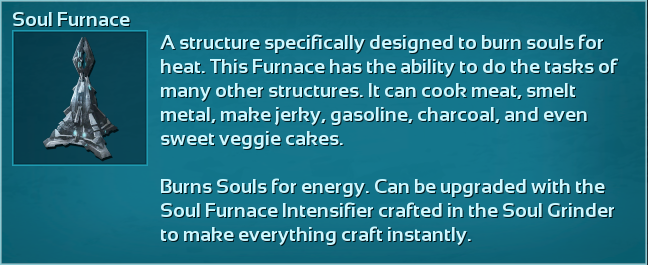 Soul Furnace
A structure specifically designed to burn souls for
heat. This Furnace has the ability to do the tasks of
many other structures. It can cook meat, smelt
metal, make jerky, gasoline, charcoal, and even
sweet veggie cakes.
Burns Souls for energy. Can be upgraded with the
Soul Furnace Intensifier crafted in the Soul Grinder
to make everything craft instantly.